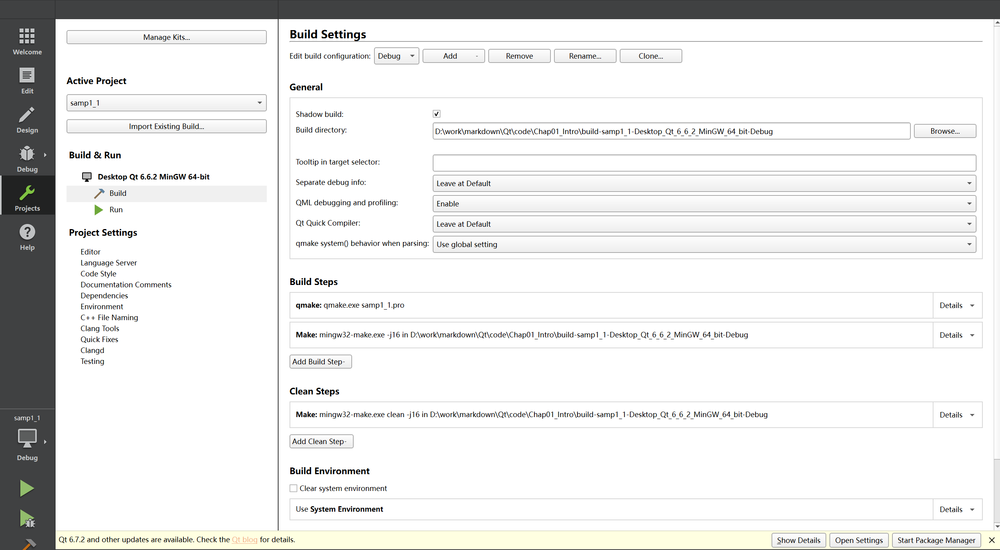 Welcome
Edit
Design
Debug
Projects
Help
samp1_1
Debug
Manage Kits...
Active Project
samp1_1
Import Existing Build...
Build & Run
Desktop Qt 6.6.2 MinGW 64-bit
Build
Run
Project Settings
Editor
Language Server
Code Style
Documentation Comments
Dependencies
Environment
C++ File Naming
Clang Tools
Quick Fixes
Clangd
Testing
Build Settings
Edit build configuration: Debug Add Remove Rename... Clone...
General
Shadow build:
Build directory: D:\work\markdown\Qt\code\Chap01_Intro\build-samp1_1-Desktop_Qt_6_6_2_MinGW_64_bit-Debug Browse...
Tooltip in target selector:
Separate debug info: Leave at Default
QML debugging and profiling: Enable
Qt Quick Compiler: Leave at Default
qmake system() behavior when parsing: Use global setting
Build Steps
qmake: qmake.exe samp1_1.pro Details
Make: mingw32-make.exe -j16 in D:\work\markdown\Qt\code\Chap01_Intro\build-samp1_1-Desktop_Qt_6_6_2_MinGW_64_bit-Debug Details
Add Build Step
Clean Steps
Make: mingw32-make.exe clean -j16 in D:\work\markdown\Qt\code\Chap01_Intro\build-samp1_1-Desktop_Qt_6_6_2_MinGW_64_bit-Debug Details
Add Clean Step
Build Environment
Clear system environment
Use System Environment Details
Qt 6.7.2 and other updates are available. Check the Qt blog for details. Show Details Open Settings Start Package Manager